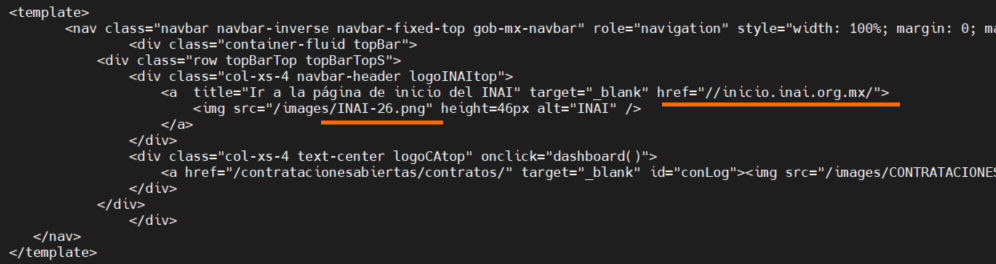 <template>
<nav class="navbar navbar-inverse navbar-fixed-top gob-mx-navbar" role="navigation" style="width: 100%; margin: 0; ma
<div class="container-fluid topBar">
<div class="row topBarTop topBarTopS">
<div class="col-xs-4 navbar-header logoINAItop">
<a  title="Ir a la página de inicio del INAI" target="_blank" href="//inicio.inai.org.mx/">
<img src="/images/INAI-26.png" height=46px alt="INAI" />
</a>
</div>
<div class="col-xs-4 text-center logoCAtop" onclick="dashboard()">
<a href="/contratacionesabiertas/contratos/" target="_blank" id="conLog"><img src="/images/CONTRATACIONES
</div>
</div>
</div>
</nav>
</template>